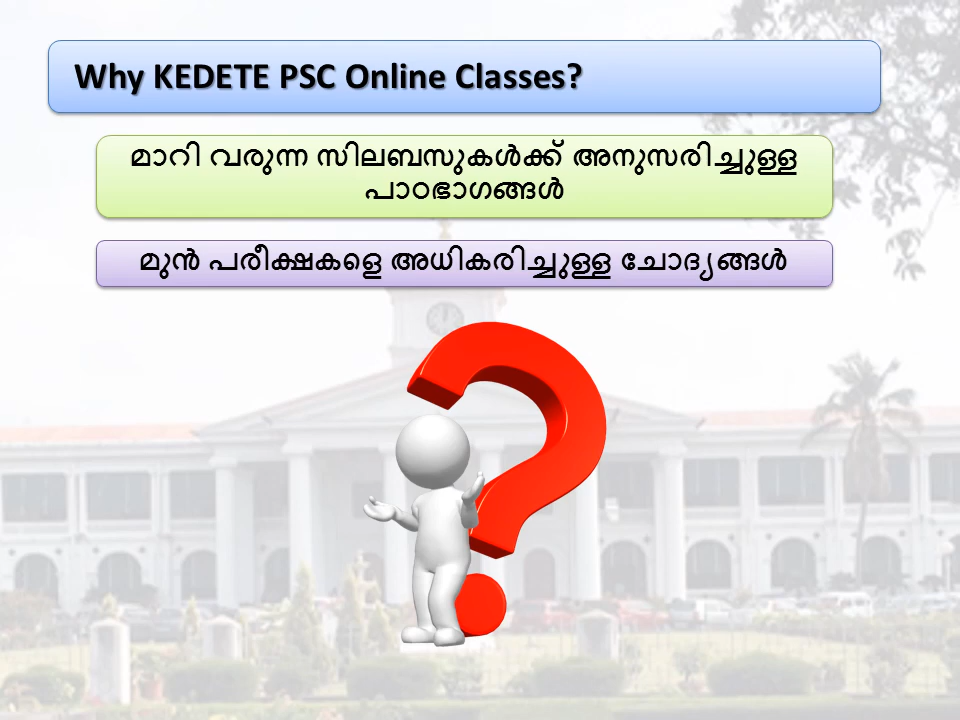 Why KEDETE PSC Online Classes?
മാറി വരുന്ന സിലബസുകൾക്ക് അനുസരിച്ചുള്ള
പാഠഭാഗങ്ങൾ
മുൻ പരീക്ഷകളെ അധികരിച്ചുള്ള ചോദ്യങ്ങൾ